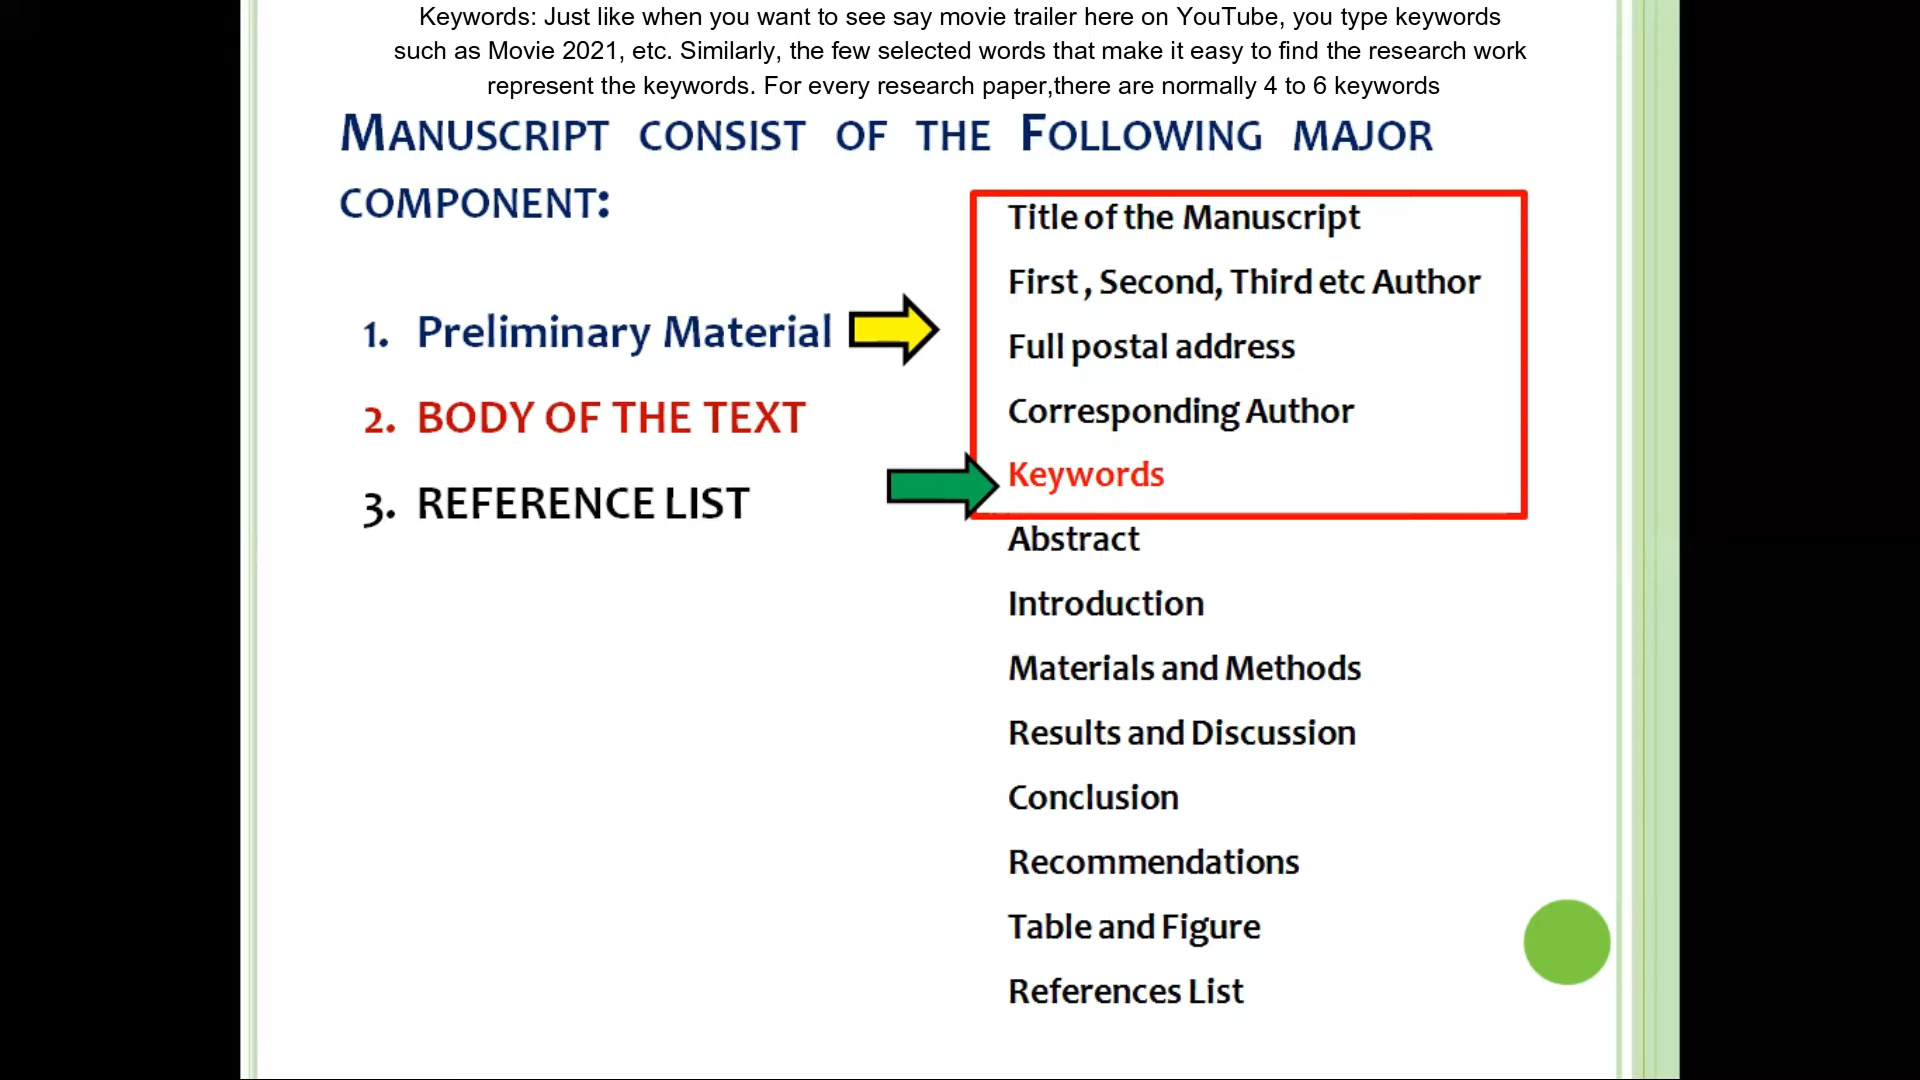 Keywords: Just like when you want to see say movie trailer here on YouTube, you type keywords
such as Movie 2021, etc. Similarly, the few selected words that make it easy to find the research work
represent the keywords. For every research paper,there are normally 4 to 6 keywords
MANUSCRIPT CONSIST OF THE FOLLOWING MAJOR
COMPONENT:
1. Preliminary Material
2. BODY OF THE TEXT
3. REFERENCE LIST
Title of the Manuscript
First , Second, Third etc Author
Full postal address
Corresponding Author
Keywords
Abstract
Introduction
Materials and Methods
Results and Discussion
Conclusion
Recommendations
Table and Figure
References List